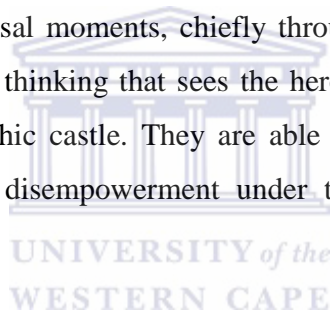 sal moments, chiefly throu
thinking that sees the her
hic castle. They are able
disempowerment under t
UNIVERSITY of the
WESTERN CAPE